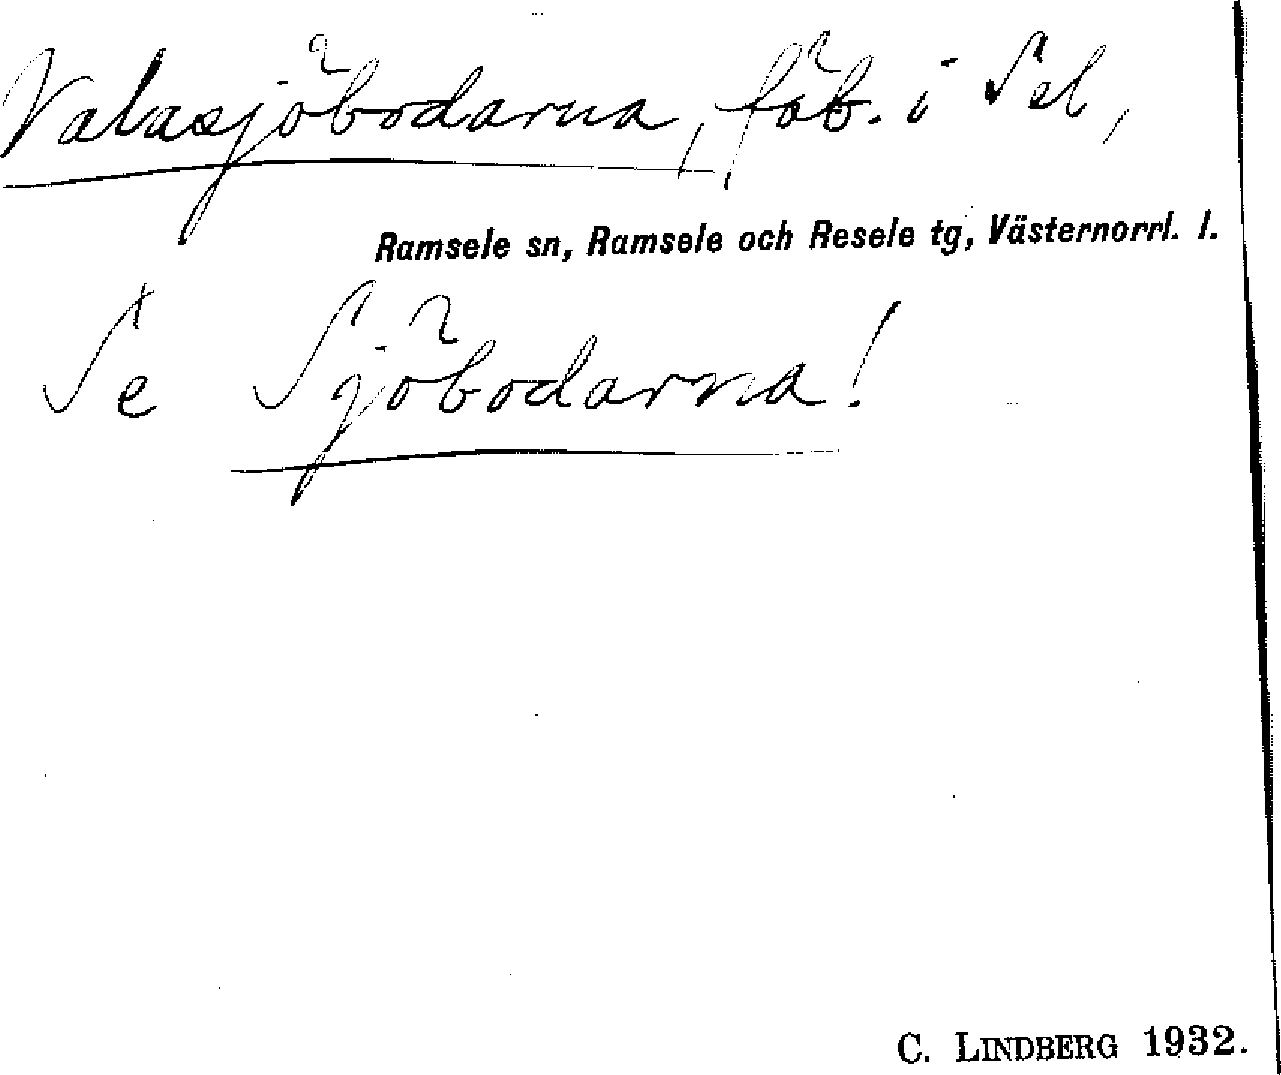 Valasjöbodarna, fäb. i Sel,
Ramsele sn, Ramsele och Resele tg, Västernorrl. l.
Se Sjöbodarna!
C. LINDBERG 1932.